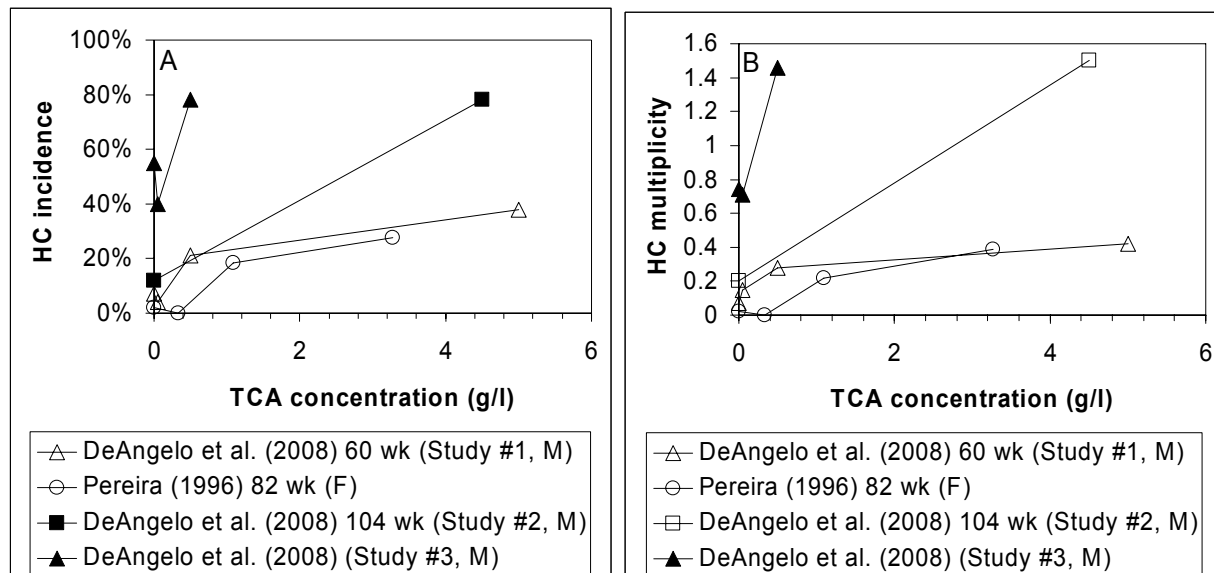 A
HC incidence
100%
80%
60%
40%
20%
0%
0 2 4 6
TCA concentration (g/l)
DeAngelo et al. (2008) 60 wk (Study #1, M)
Pereira (1996) 82 wk (F)
DeAngelo et al. (2008) 104 wk (Study #2, M)
DeAngelo et al. (2008) (Study #3, M)
B
HC multiplicity
1.6
1.4
1.2
1
0.8
0.6
0.4
0.2
0
0 2 4 6
TCA concentration (g/l)
DeAngelo et al. (2008) 60 wk (Study #1, M)
Pereira (1996) 82 wk (F)
DeAngelo et al. (2008) 104 wk (Study #2, M)
DeAngelo et al. (2008) (Study #3, M)